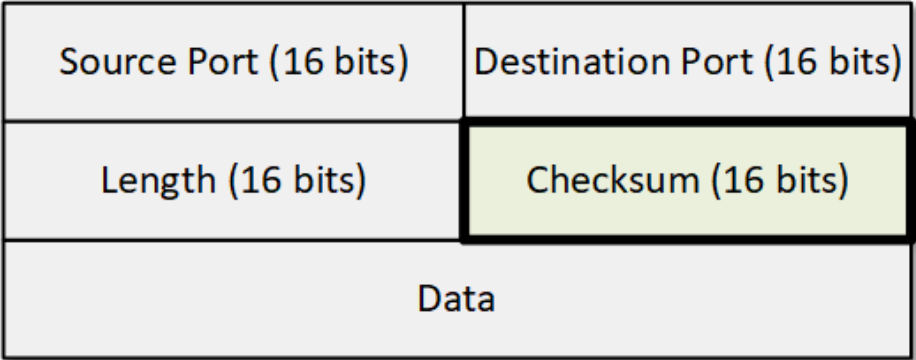 Source Port (16 bits)
Destination Port (16 bits)
Length (16 bits)
Checksum (16 bits)
Data